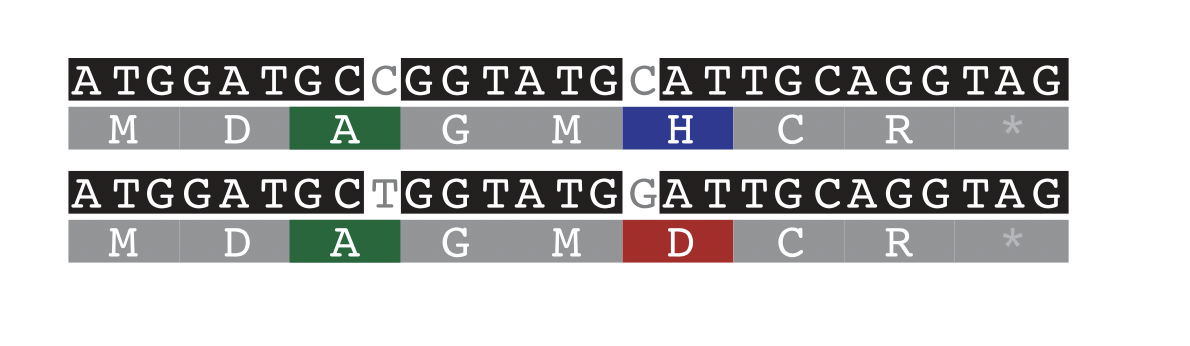 ATGGATGCCGGTATGCATTGCAGGTAG
M D A G M H C R *
ATGGATGCTGGTATGGATTGCAGGTAG
M D A G M D C R *